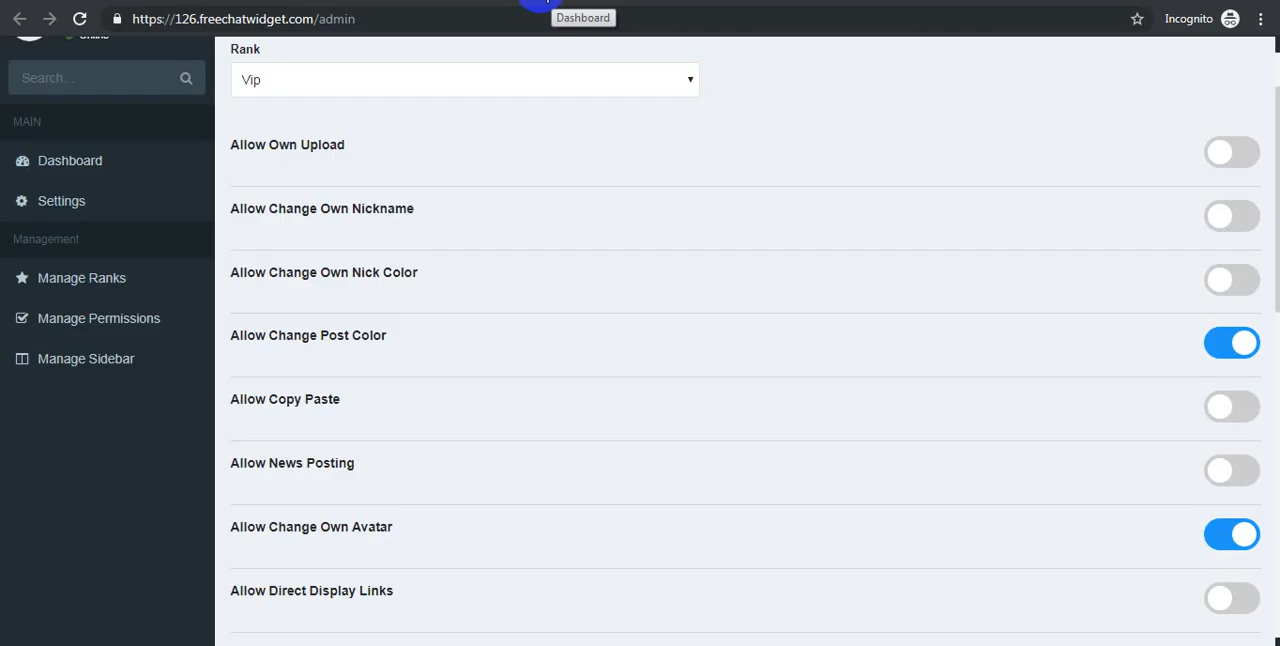 https://126.freechatwidget.com/admin
Dashboard
Incognito
Online
Search...
MAIN
Dashboard
Settings
Management
Manage Ranks
Manage Permissions
Manage Sidebar
Rank
Vip
Allow Own Upload
Allow Change Own Nickname
Allow Change Own Nick Color
Allow Change Post Color
Allow Copy Paste
Allow News Posting
Allow Change Own Avatar
Allow Direct Display Links